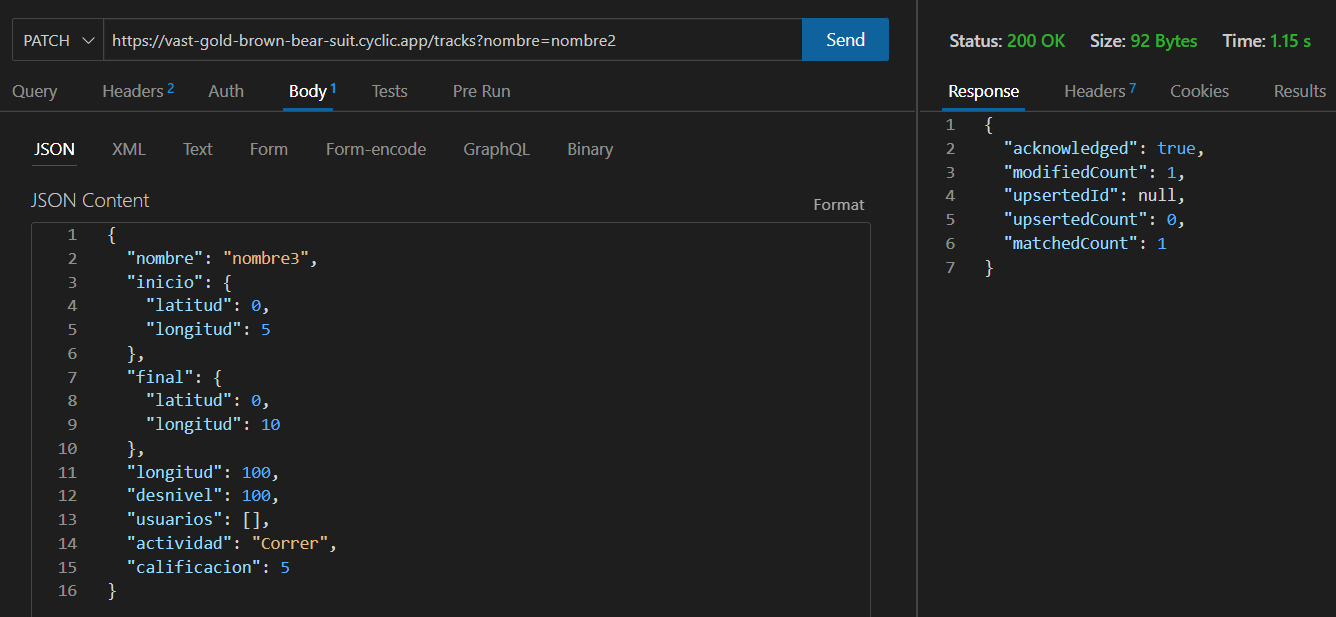 PATCH https://vast-gold-brown-bear-suit.cyclic.app/tracks?nombre=nombre2 Send
Query Headers 2 Auth Body 1 Tests Pre Run
JSON XML Text Form Form-encode GraphQL Binary
JSON Content Format
1 {
2 "nombre": "nombre3",
3 "inicio": {
4 "latitud": 0,
5 "longitud": 5
6 },
7 "final": {
8 "latitud": 0,
9 "longitud": 10
10 },
11 "longitud": 100,
12 "desnivel": 100,
13 "usuarios": [],
14 "actividad": "Correr",
15 "calificacion": 5
16 }
Status: 200 OK Size: 92 Bytes Time: 1.15 s
Response Headers 7 Cookies Results
1 {
2 "acknowledged": true,
3 "modifiedCount": 1,
4 "upsertedId": null,
5 "upsertedCount": 0,
6 "matchedCount": 1
7 }